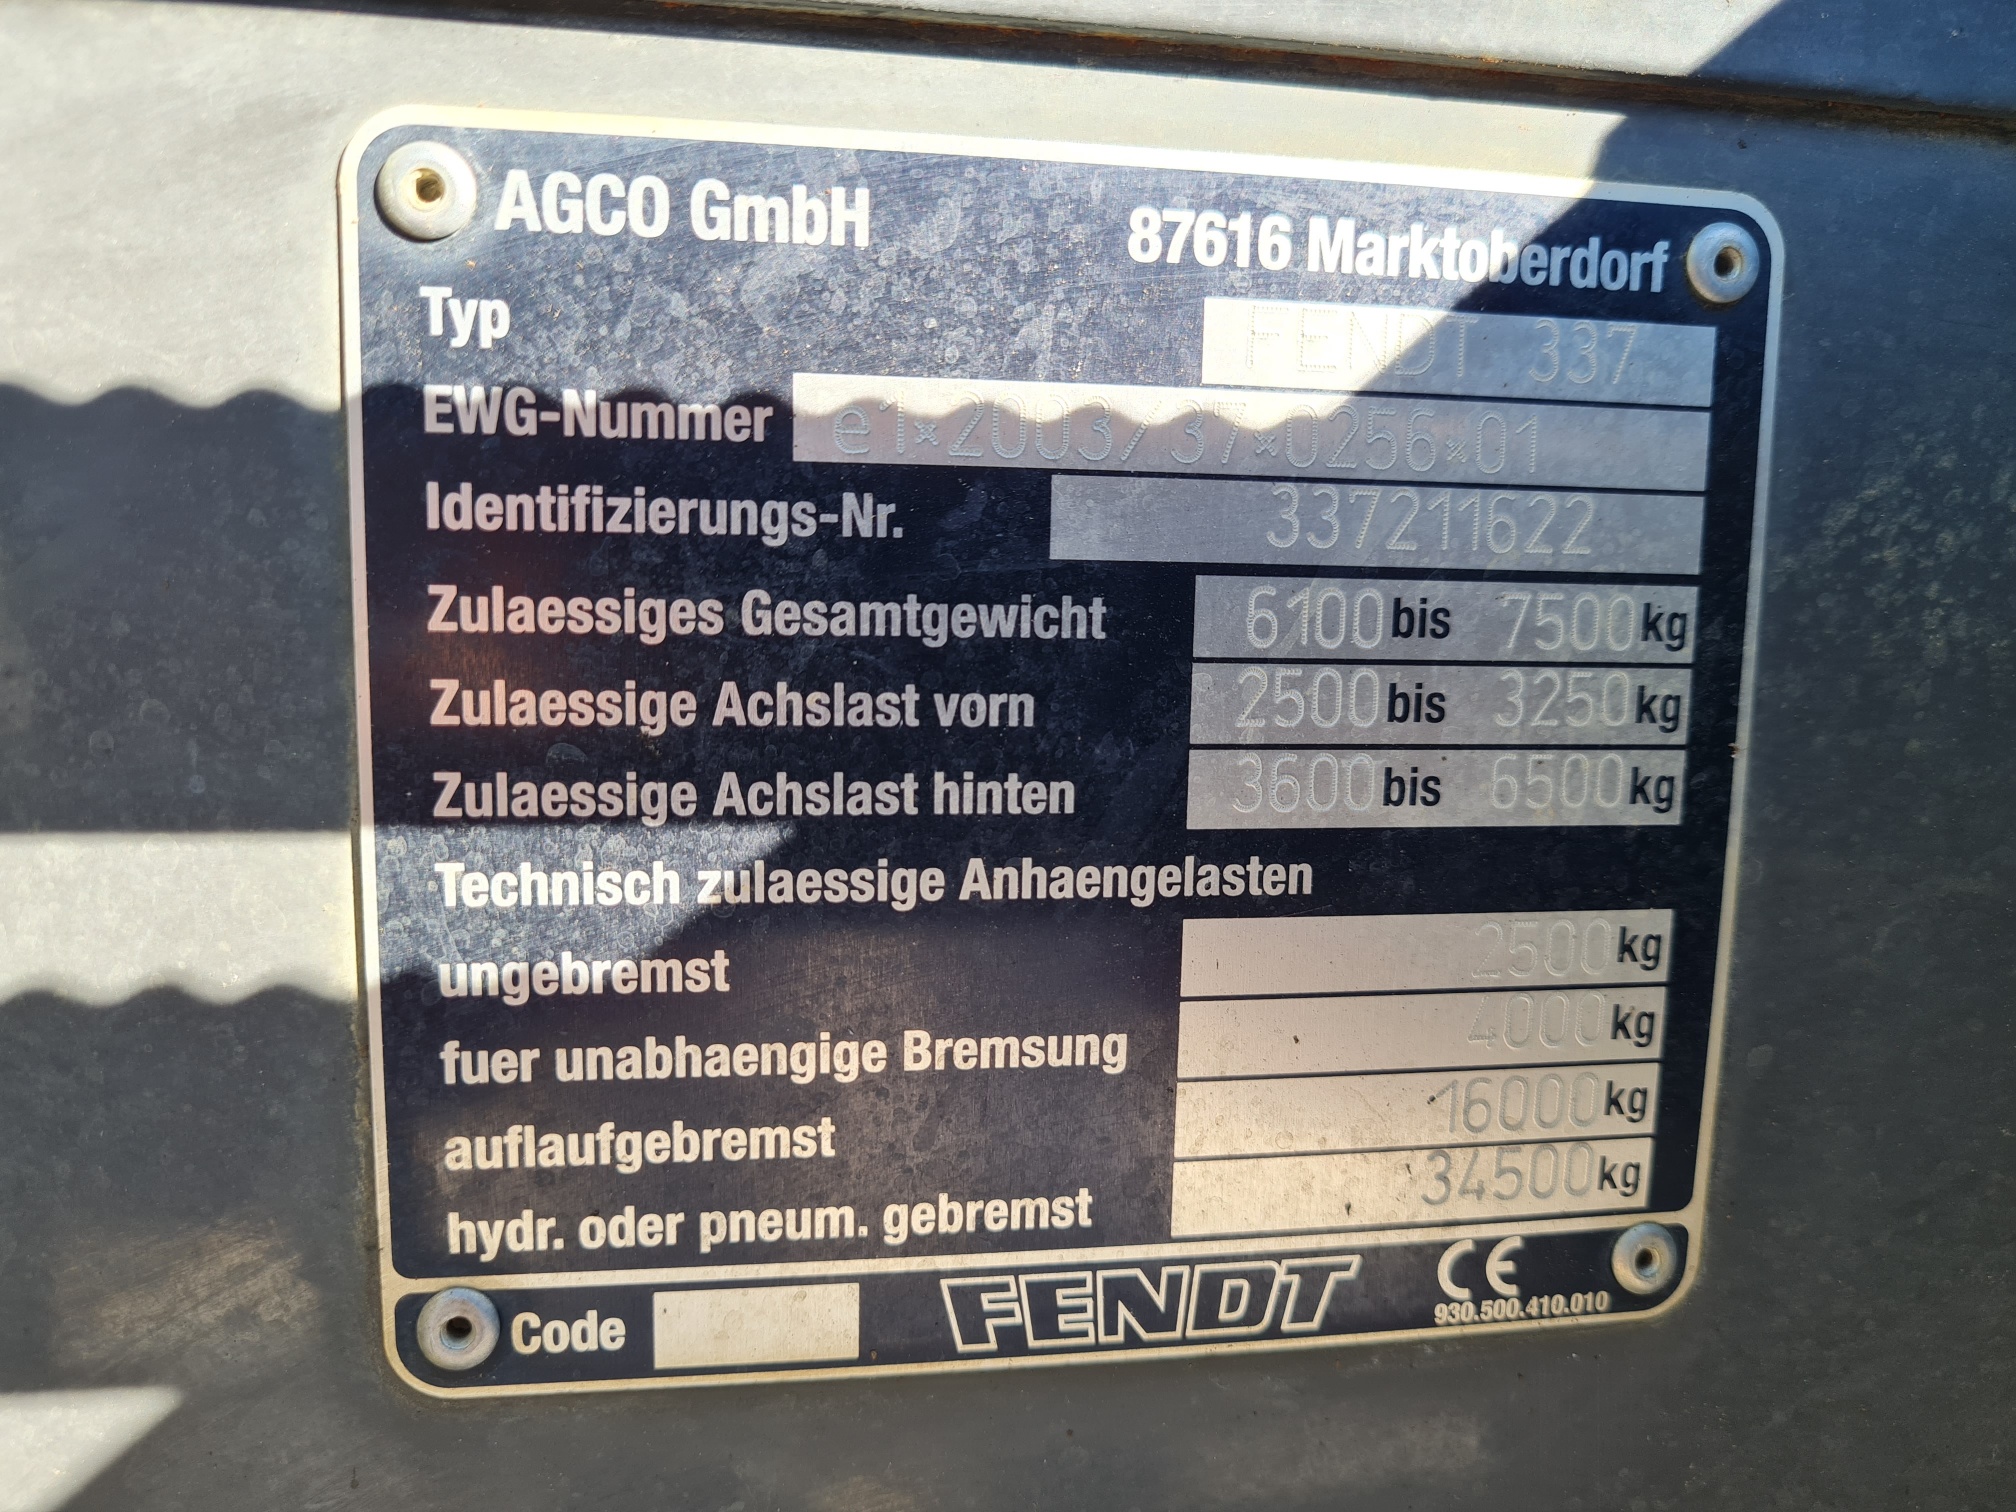 AGCO GmbH 87616 Marktoberdorf
Typ FENDT 337
EWG-Nummer e1*2003/37*0256*01
Identifizierungs-Nr. 337211622
Zulaessiges Gesamtgewicht 6100 bis 7500 kg
Zulaessige Achslast vorn 2500 bis 3250 kg
Zulaessige Achslast hinten 3600 bis 6500 kg
Technisch zulaessige Anhaengelasten
ungebremst 2500 kg
fuer unabhaengige Bremsung 4000 kg
auflaufgebremst 16000 kg
hydr. oder pneum. gebremst 34500 kg
Code FENDT CE
930.500.410.010